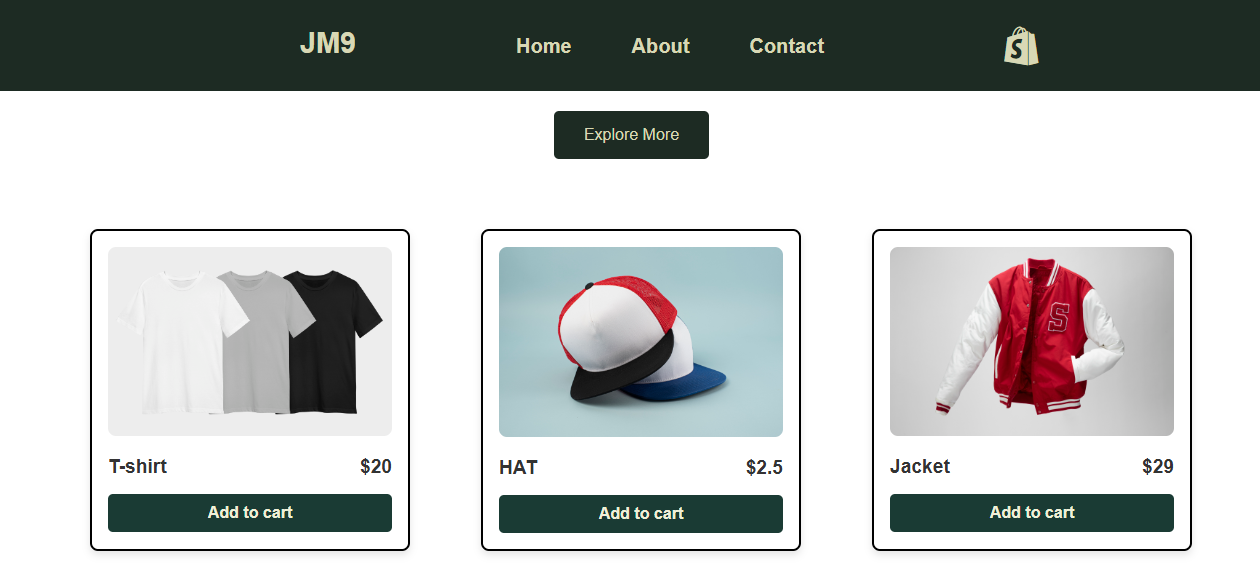 JM9 Home About Contact S
Explore More
S
T-shirt $20 HAT $2.5 Jacket $29
Add to cart Add to cart Add to cart